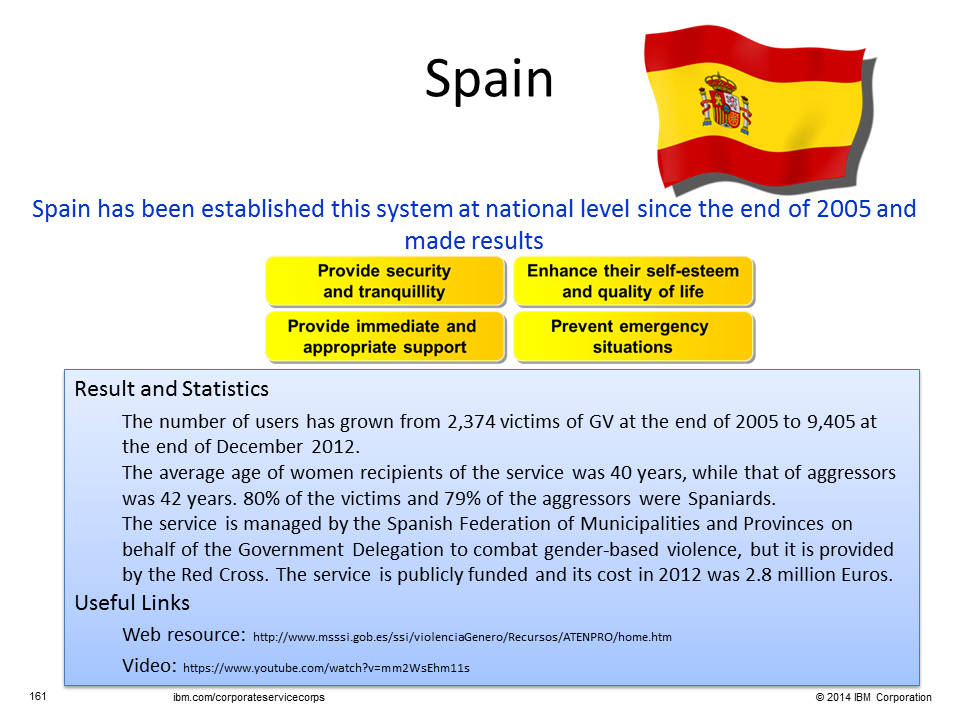 Spain
Spain has been established this system at national level since the end of 2005 and
made results
Provide security
and tranquillity
Enhance their self-esteem
and quality of life
Provide immediate and
appropriate support
Prevent emergency
situations
Result and Statistics
The number of users has grown from 2,374 victims of GV at the end of 2005 to 9,405 at
the end of December 2012.
The average age of women recipients of the service was 40 years, while that of aggressors
was 42 years. 80% of the victims and 79% of the aggressors were Spaniards.
The service is managed by the Spanish Federation of Municipalities and Provinces on
behalf of the Government Delegation to combat gender-based violence, but it is provided
by the Red Cross. The service is publicly funded and its cost in 2012 was 2.8 million Euros.
Useful Links
Web resource: http://www.msssi.gob.es/ssi/violenciaGenero/Recursos/ATENPRO/home.htm
Video: https://www.youtube.com/watch?v=mm2WsEhm11s
161 ibm.com/corporateservicecorps © 2014 IBM Corporation